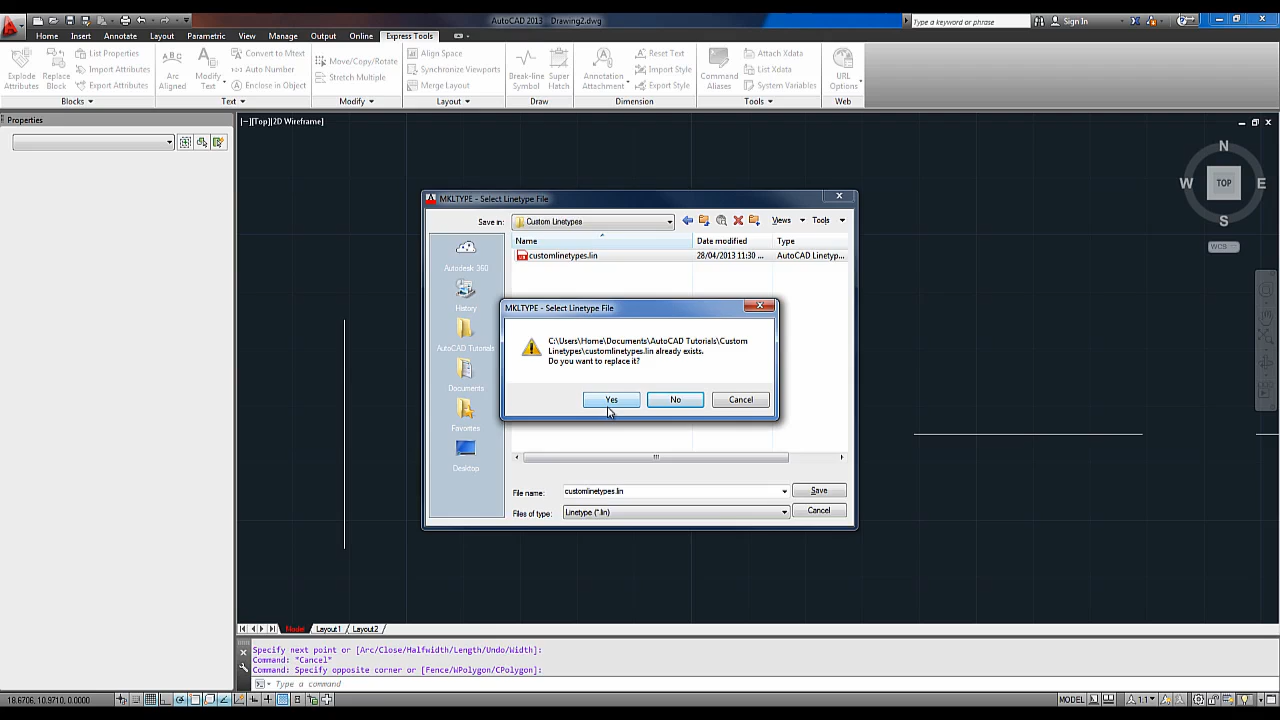 AutoCAD 2013 Drawing2.dwg
Type a keyword or phrase
Sign In
Home Insert Annotate Layout Parametric View Manage Output Online Express Tools
Explode Attributes
Replace Block
List Properties
Import Attributes
Export Attributes
Arc Aligned
Modify Text
Convert to Mtext
Auto Number
Enclose in Object
Move/Copy/Rotate
Stretch Multiple
Align Space
Synchronize Viewports
Merge Layout
Break-line Symbol
Super Hatch
Annotation Attachment
Reset Text
Import Style
Export Style
Command Aliases
Attach Xdata
List Xdata
System Variables
URL Options
Blocks Text Modify Layout Draw Dimension Tools Web
Properties
[−][Top][2D Wireframe]
N
W TOP E
S
WCS
MKLTYPE - Select Linetype File
Save in: Custom Linetypes Views Tools
Name Date modified Type
customlinetypes.lin 28/04/2013 11:30 ... AutoCAD Linetyp...
Autodesk 360
History
AutoCAD Tutorials
Documents
Favorites
Desktop
MKLTYPE - Select Linetype File
C:\Users\Home\Documents\AutoCAD Tutorials\Custom
Linetypes\customlinetypes.lin already exists.
Do you want to replace it?
Yes No Cancel
File name: customlinetypes.lin Save
Files of type: Linetype (*.lin) Cancel
Model Layout1 Layout2
Specify next point or [Arc/Close/Halfwidth/Length/Undo/Width]:
Command: *Cancel*
Command: Specify opposite corner or [Fence/WPolygon/CPolygon]:
Type a command
18.6706, 10.9710, 0.0000
MODEL
1:1